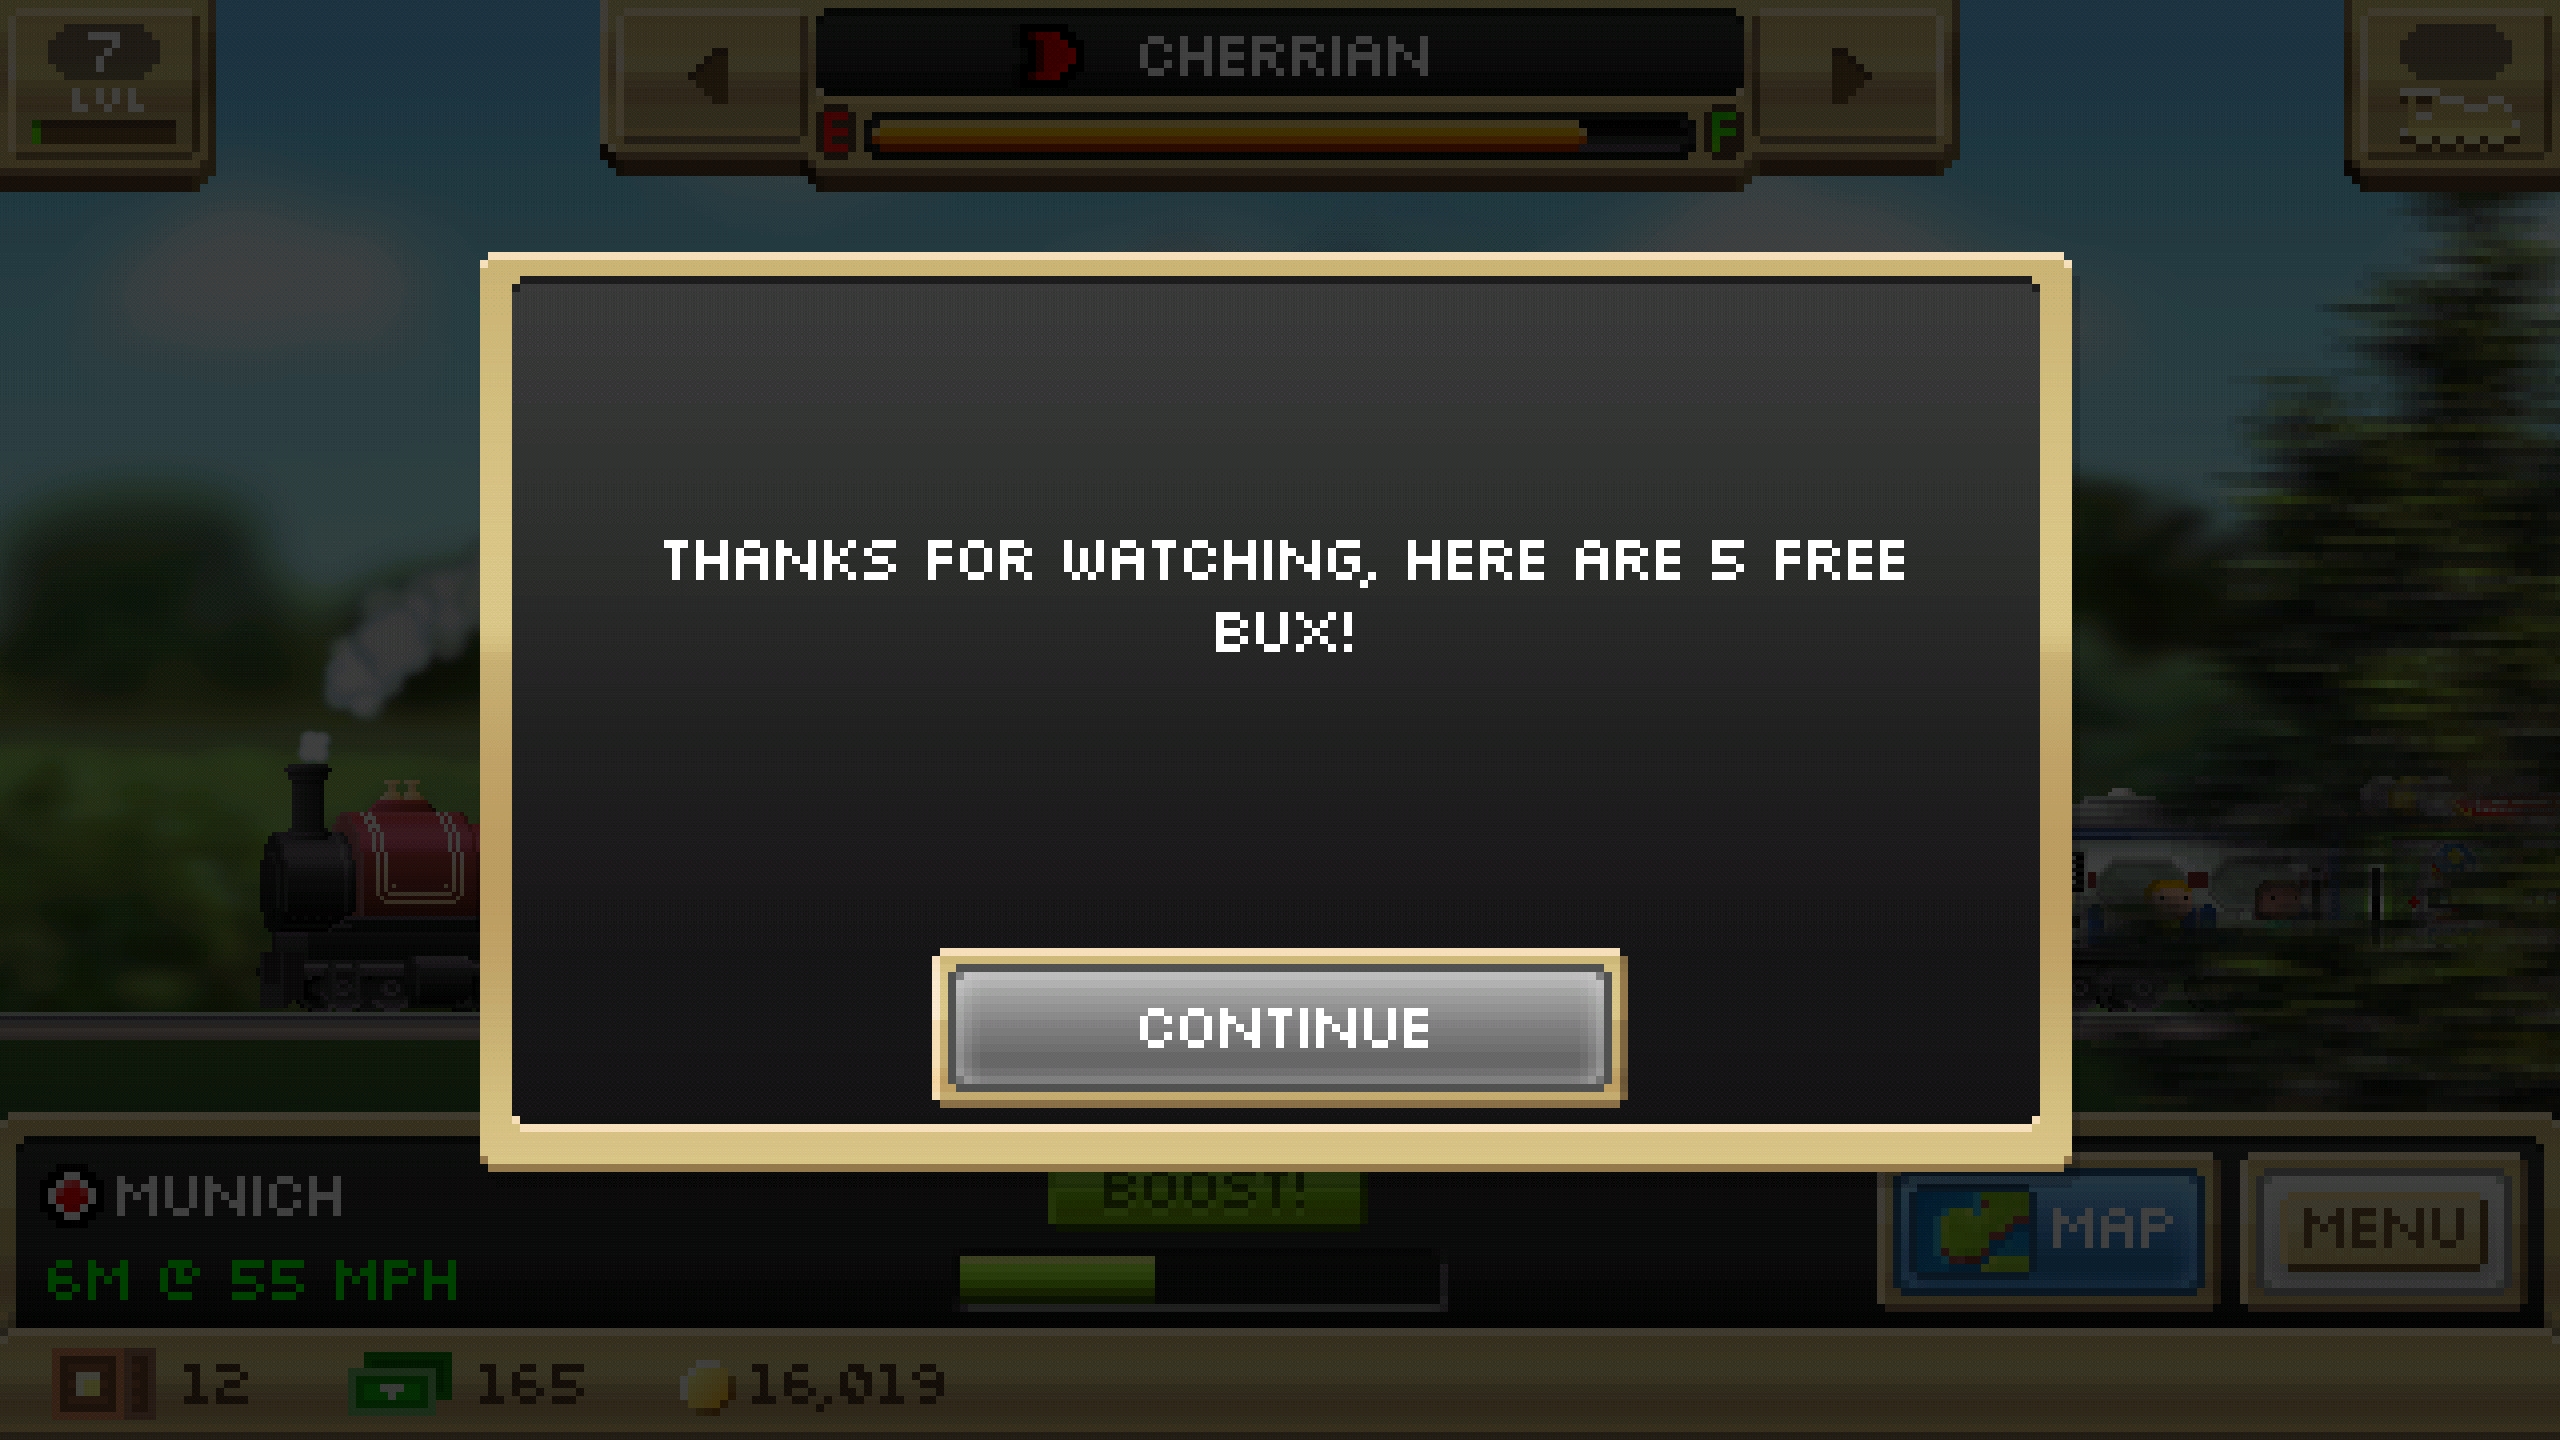 7
LVL
CHERRIAN
E F
THANKS FOR WATCHING, HERE ARE 5 FREE
BUX!
CONTINUE
MUNICH
BOOST!
MAP
MENU
6M @ 55 MPH
12 165 16,019